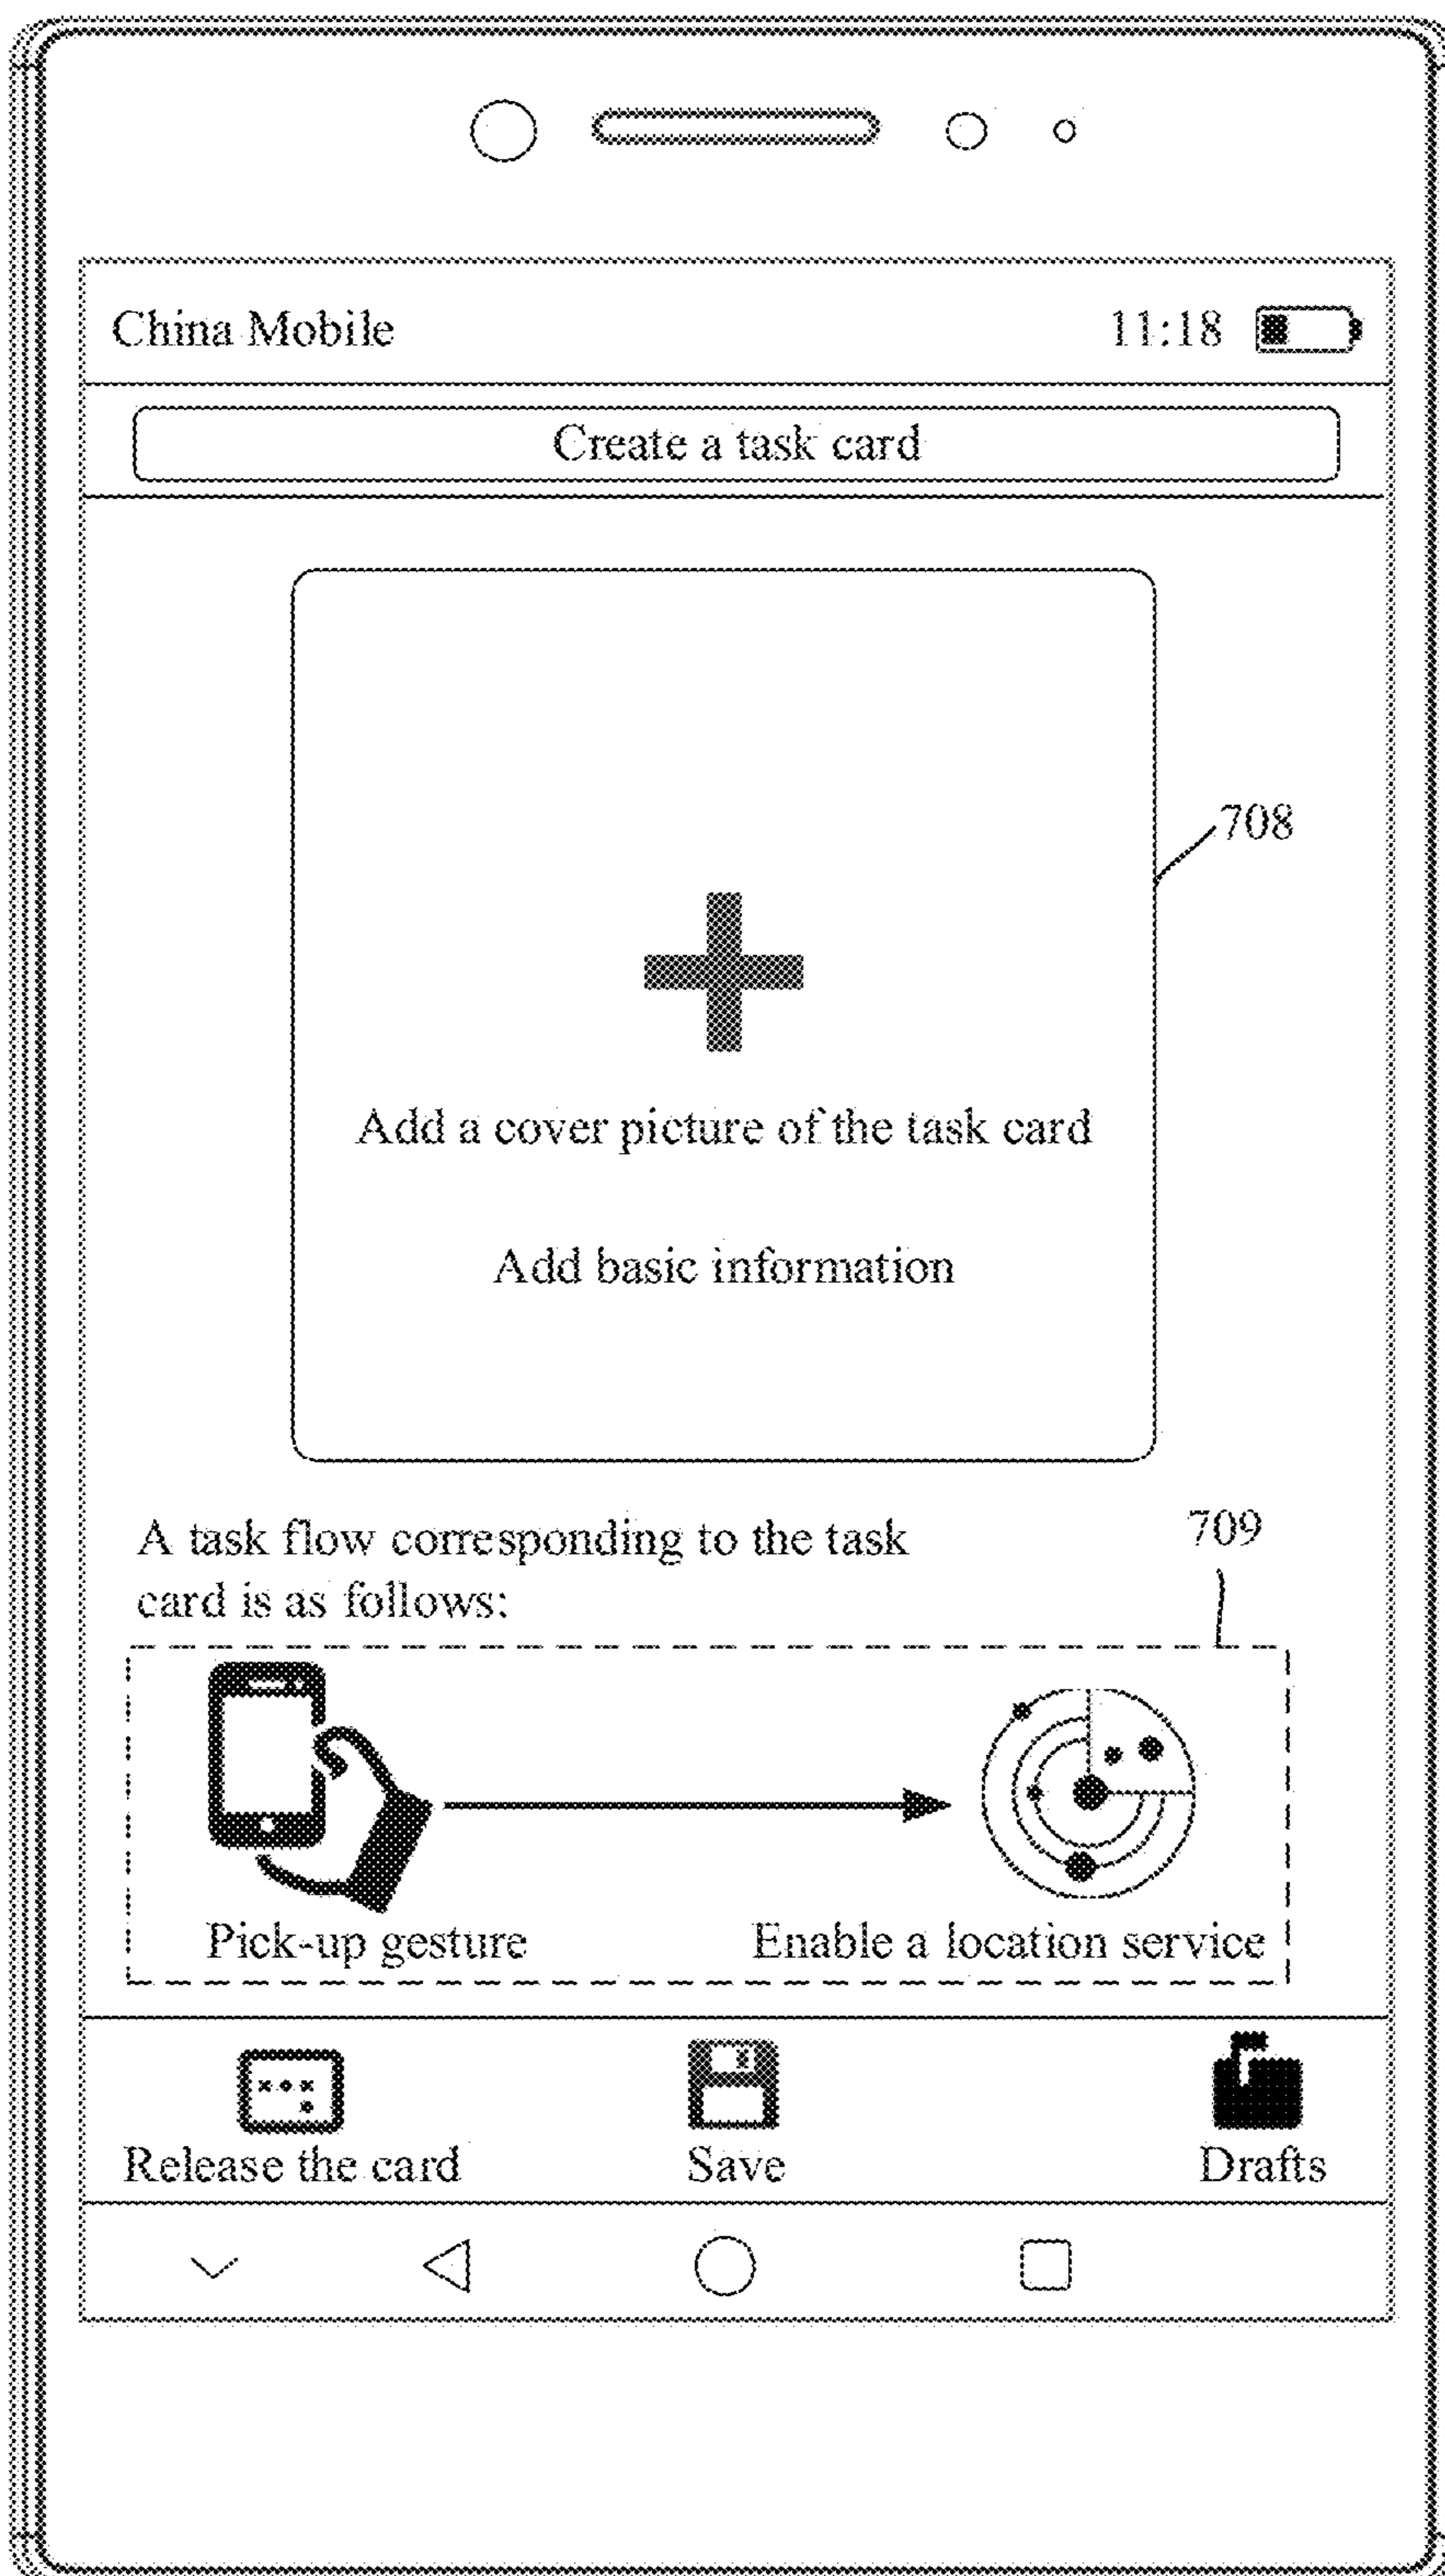 China Mobile 11:18
Create a task card
708
Add a cover picture of the task card
Add basic information
A task flow corresponding to the task
card is as follows:
709
Pick-up gesture Enable a location service
Release the card Save Drafts